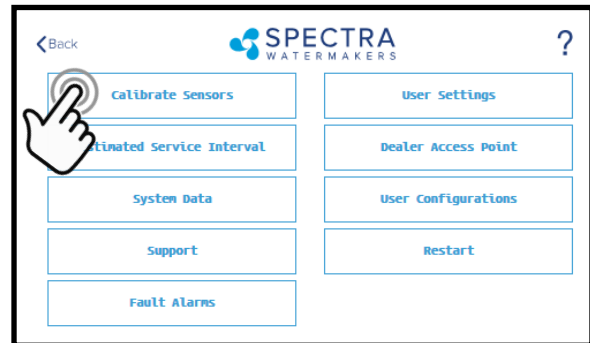 Back
SPECTRA
WATERMAKERS
?
Calibrate Sensors
User Settings
timated Service Interval
Dealer Access Point
System Data
User Configurations
Support
Restart
Fault Alarms